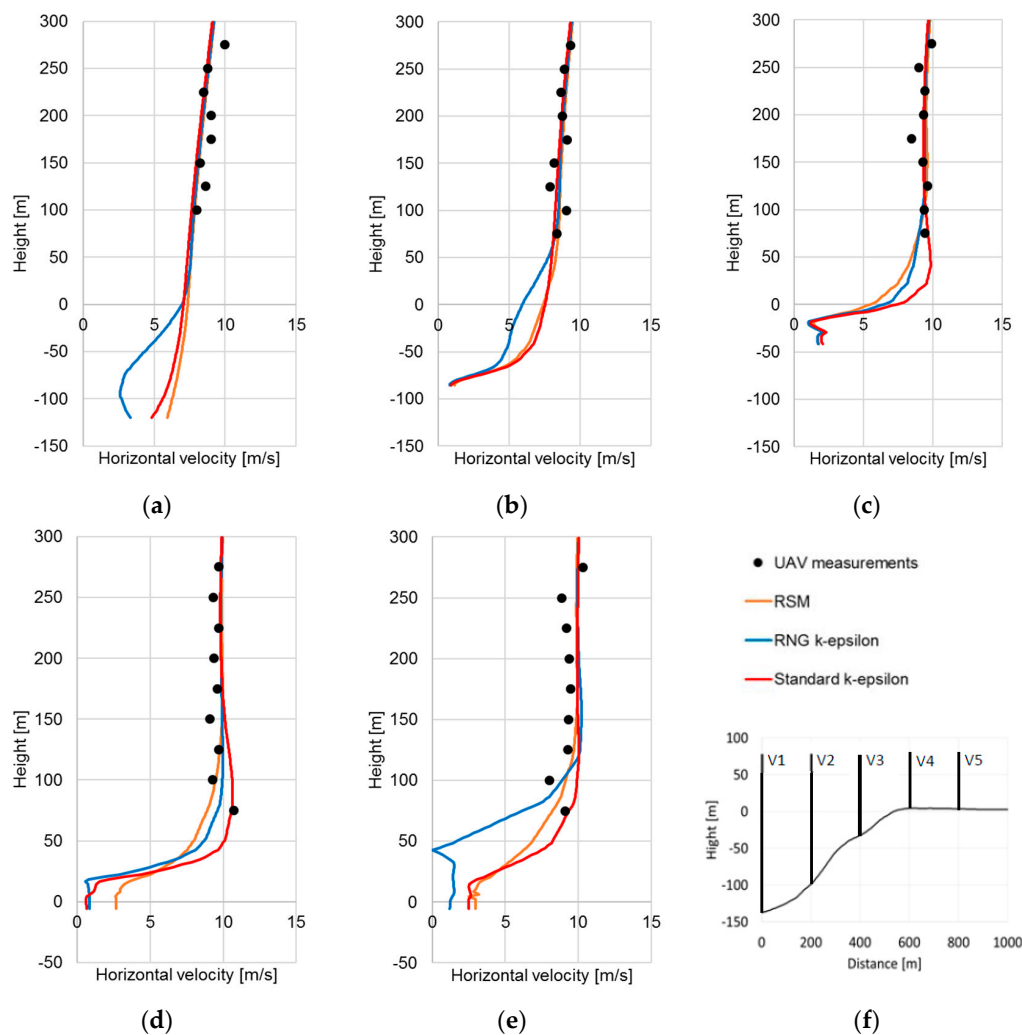 300
250
200
150
100
50
0
-50
-100
-150
0 5 10 15
Height [m]
Horizontal velocity [m/s]
(a)
300
250
200
150
100
50
0
-50
-100
-150
0 5 10 15
Height [m]
Horizontal velocity [m/s]
(b)
300
250
200
150
100
50
0
-50
-100
-150
0 5 10 15
Height [m]
Horizontal velocity [m/s]
(c)
300
250
200
150
100
50
0
-50
0 5 10 15
Height [m]
Horizontal velocity [m/s]
(d)
300
250
200
150
100
50
0
-50
0 5 10 15
Height [m]
Horizontal velocity [m/s]
(e)
UAV measurements
RSM
RNG k-epsilon
Standard k-epsilon
100
50
0
-50
-100
-150
V1 V2 V3 V4 V5
Hight [m]
0 200 400 600 800 1000
Distance [m]
(f)